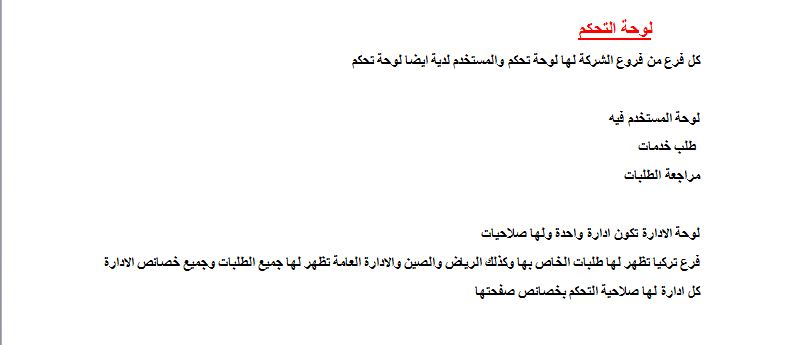 لوحة التحكم
كل فرع من فروع الشركة لها لوحة تحكم والمستخدم لدية ايضا لوحة تحكم
لوحة المستخدم فيه
طلب خدمات
مراجعة الطلبات
لوحة الادارة تكون ادارة واحدة ولها صلاحيات
فرع تركيا تظهر لها طلبات الخاص بها وكذلك الرياض والصين والادارة العامة تظهر لها جميع الطلبات وجميع خصائص الادارة
كل ادارة لها صلاحية التحكم بخصائص صفحتها